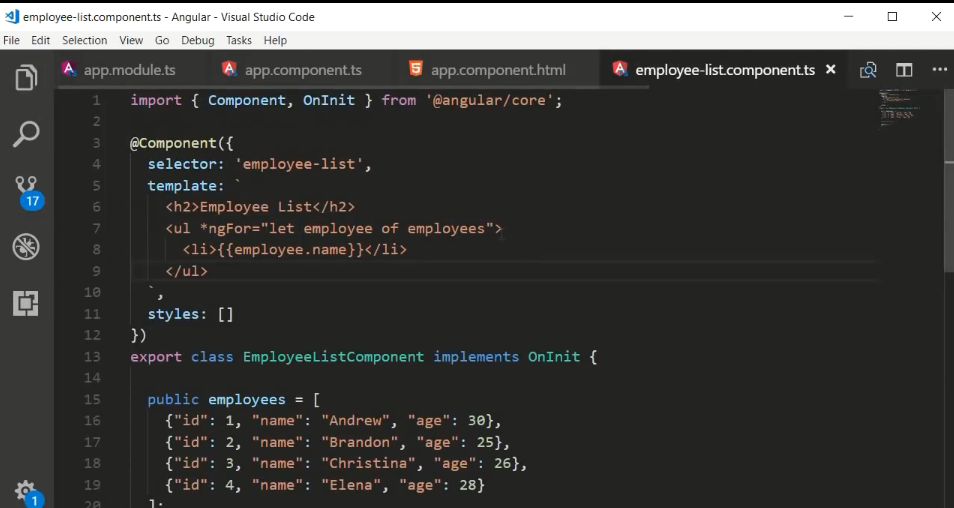 employee-list.component.ts - Angular - Visual Studio Code
File Edit Selection View Go Debug Tasks Help
app.module.ts app.component.ts app.component.html employee-list.component.ts
1 import { Component, OnInit } from '@angular/core';
2
3 @Component({
4 selector: 'employee-list',
5 template: `
6 <h2>Employee List</h2>
7 <ul *ngFor="let employee of employees">
8 <li>{{employee.name}}</li>
9 </ul>
10 `,
11 styles: []
12 })
13 export class EmployeeListComponent implements OnInit {
14
15 public employees = [
16 {"id": 1, "name": "Andrew", "age": 30},
17 {"id": 2, "name": "Brandon", "age": 25},
18 {"id": 3, "name": "Christina", "age": 26},
19 {"id": 4, "name": "Elena", "age": 28}
20 ];
17
1